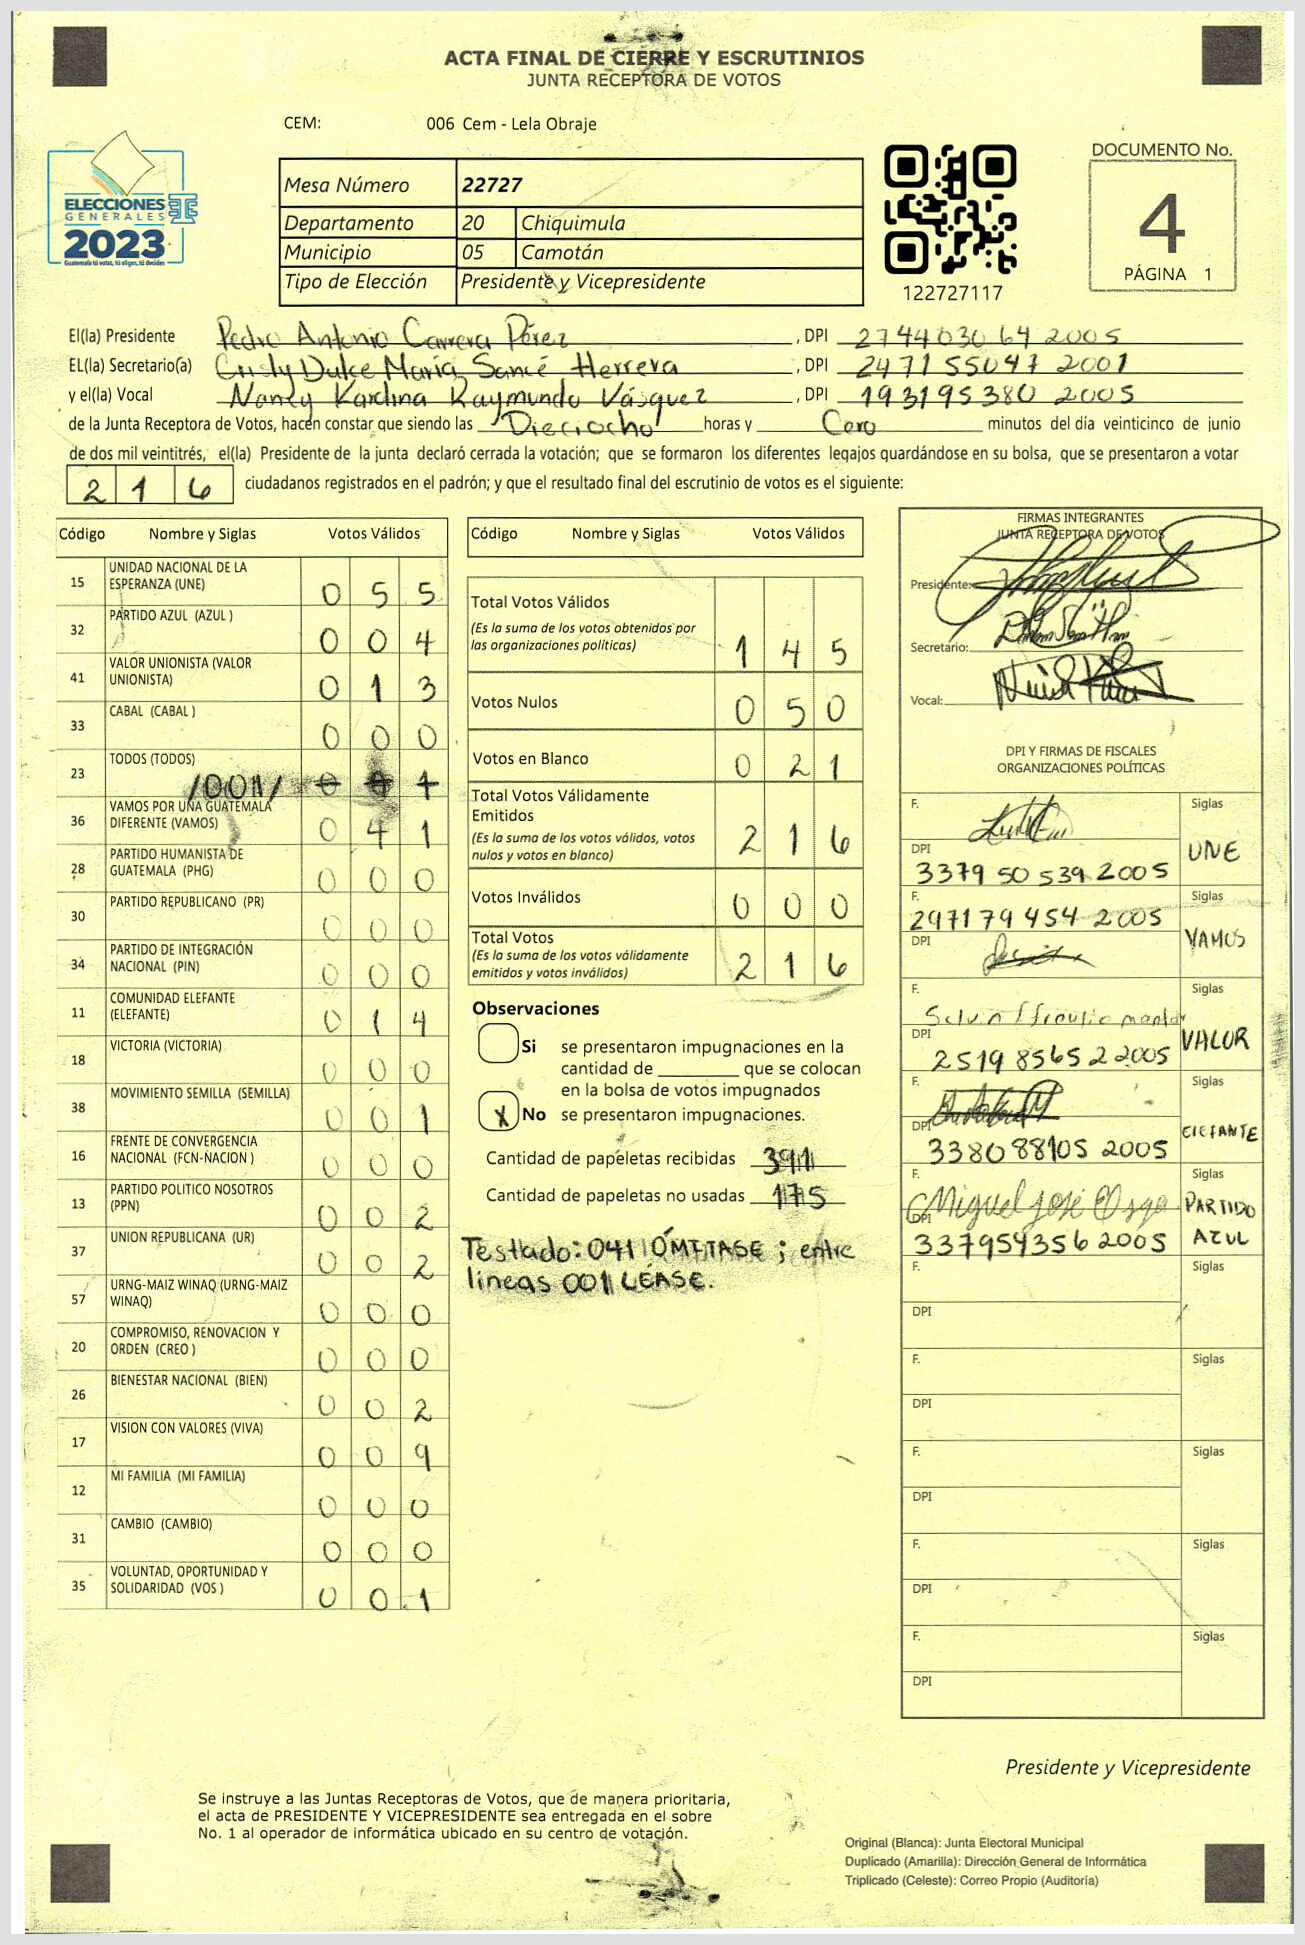 ACTA FINAL DE CIERRE Y ESCRUTINIOS
JUNTA RECEPTORA DE VOTOS
CEM: 006 Cem - Lela Obraje
ELECCIONES
GENERALES
2023
Guatemala tú votas, tú eliges, tú decides
Mesa Número 22727
Departamento 20 Chiquimula
Municipio 05 Camotán
Tipo de Elección Presidente y Vicepresidente
122727117
DOCUMENTO No.
4
PÁGINA 1
El(la) Presidente Pedro Antonio Carrera Pérez , DPI 2744 03064 2005
EL(la) Secretario(a) Cristy Dulce María Samé Herrera , DPI 2471 55047 2001
y el(la) Vocal Nancy Karolina Raymundo Vásquez , DPI 1931 95380 2005
de la Junta Receptora de Votos, hacen constar que siendo las Dieciocho horas y Cero minutos del día veinticinco de junio
de dos mil veintitrés, el(la) Presidente de la junta declaró cerrada la votación; que se formaron los diferentes legajos quardándose en su bolsa, que se presentaron a votar
216 ciudadanos registrados en el padrón; y que el resultado final del escrutinio de votos es el siguiente:
Código Nombre y Siglas Votos Válidos
15 UNIDAD NACIONAL DE LA
ESPERANZA (UNE) 0 5 5
32 PARTIDO AZUL (AZUL ) 0 0 4
41 VALOR UNIONISTA (VALOR
UNIONISTA) 0 1 3
33 CABAL (CABAL ) 0 0 0
23 TODOS (TODOS) /001/
36 VAMOS POR UNA GUATEMALA
DIFERENTE (VAMOS) 0 4 1
28 PARTIDO HUMANISTA DE
GUATEMALA (PHG) 0 0 0
30 PARTIDO REPUBLICANO (PR) 0 0 0
34 PARTIDO DE INTEGRACIÓN
NACIONAL (PIN) 0 0 0
11 COMUNIDAD ELEFANTE
(ELEFANTE) 0 1 4
18 VICTORIA (VICTORIA) 0 0 0
38 MOVIMIENTO SEMILLA (SEMILLA) 0 0 1
16 FRENTE DE CONVERGENCIA
NACIONAL (FCN-NACION ) 0 0 0
13 PARTIDO POLITICO NOSOTROS
(PPN) 0 0 2
37 UNION REPUBLICANA (UR) 0 0 2
57 URNG-MAIZ WINAQ (URNG-MAIZ
WINAQ) 0 0 0
20 COMPROMISO, RENOVACION Y
ORDEN (CREO ) 0 0 0
26 BIENESTAR NACIONAL (BIEN) 0 0 2
17 VISION CON VALORES (VIVA) 0 0 9
12 MI FAMILIA (MI FAMILIA) 0 0 0
31 CAMBIO (CAMBIO) 0 0 0
35 VOLUNTAD, OPORTUNIDAD Y
SOLIDARIDAD (VOS ) 0 0 1
Código Nombre y Siglas Votos Válidos
Total Votos Válidos
(Es la suma de los votos obtenidos por
las organizaciones políticas) 1 4 5
Votos Nulos 0 5 0
Votos en Blanco 0 2 1
Total Votos Válidamente
Emitidos
(Es la suma de los votos válidos, votos
nulos y votos en blanco) 2 1 6
Votos Inválidos 0 0 0
Total Votos
(Es la suma de los votos válidamente
emitidos y votos inválidos) 2 1 6
Observaciones
Si se presentaron impugnaciones en la
cantidad de ________ que se colocan
en la bolsa de votos impugnados
X No se presentaron impugnaciones.
Cantidad de papeletas recibidas 391
Cantidad de papeletas no usadas 175
Testado: 041 OMITASE ; entre
lineas 001 LÉASE.
FIRMAS INTEGRANTES
JUNTA RECEPTORA DE VOTOS
Presidente:
Secretario:
Vocal:
DPI Y FIRMAS DE FISCALES
ORGANIZACIONES POLÍTICAS
F. Siglas
DPI 3379 50 539 2005 UNE
F. 2971 79 454 2005 Siglas
DPI VAMOS
F. Siglas
DPI 2519 8565 2 2005 VALOR
F. Siglas
DPI 3380 88105 2005 ElEFANTE
F. Miguel José Siglas
DPI 3379 54356 2005 PARTIDO AZUL
F. Siglas
DPI
F. Siglas
DPI
F. Siglas
DPI
F. Siglas
DPI
F. Siglas
DPI
Presidente y Vicepresidente
Se instruye a las Juntas Receptoras de Votos, que de manera prioritaria,
el acta de PRESIDENTE Y VICEPRESIDENTE sea entregada en el sobre
No. 1 al operador de informática ubicado en su centro de votación.
Original (Blanca): Junta Electoral Municipal
Duplicado (Amarilla): Dirección General de Informática
Triplicado (Celeste): Correo Propio (Auditoría)